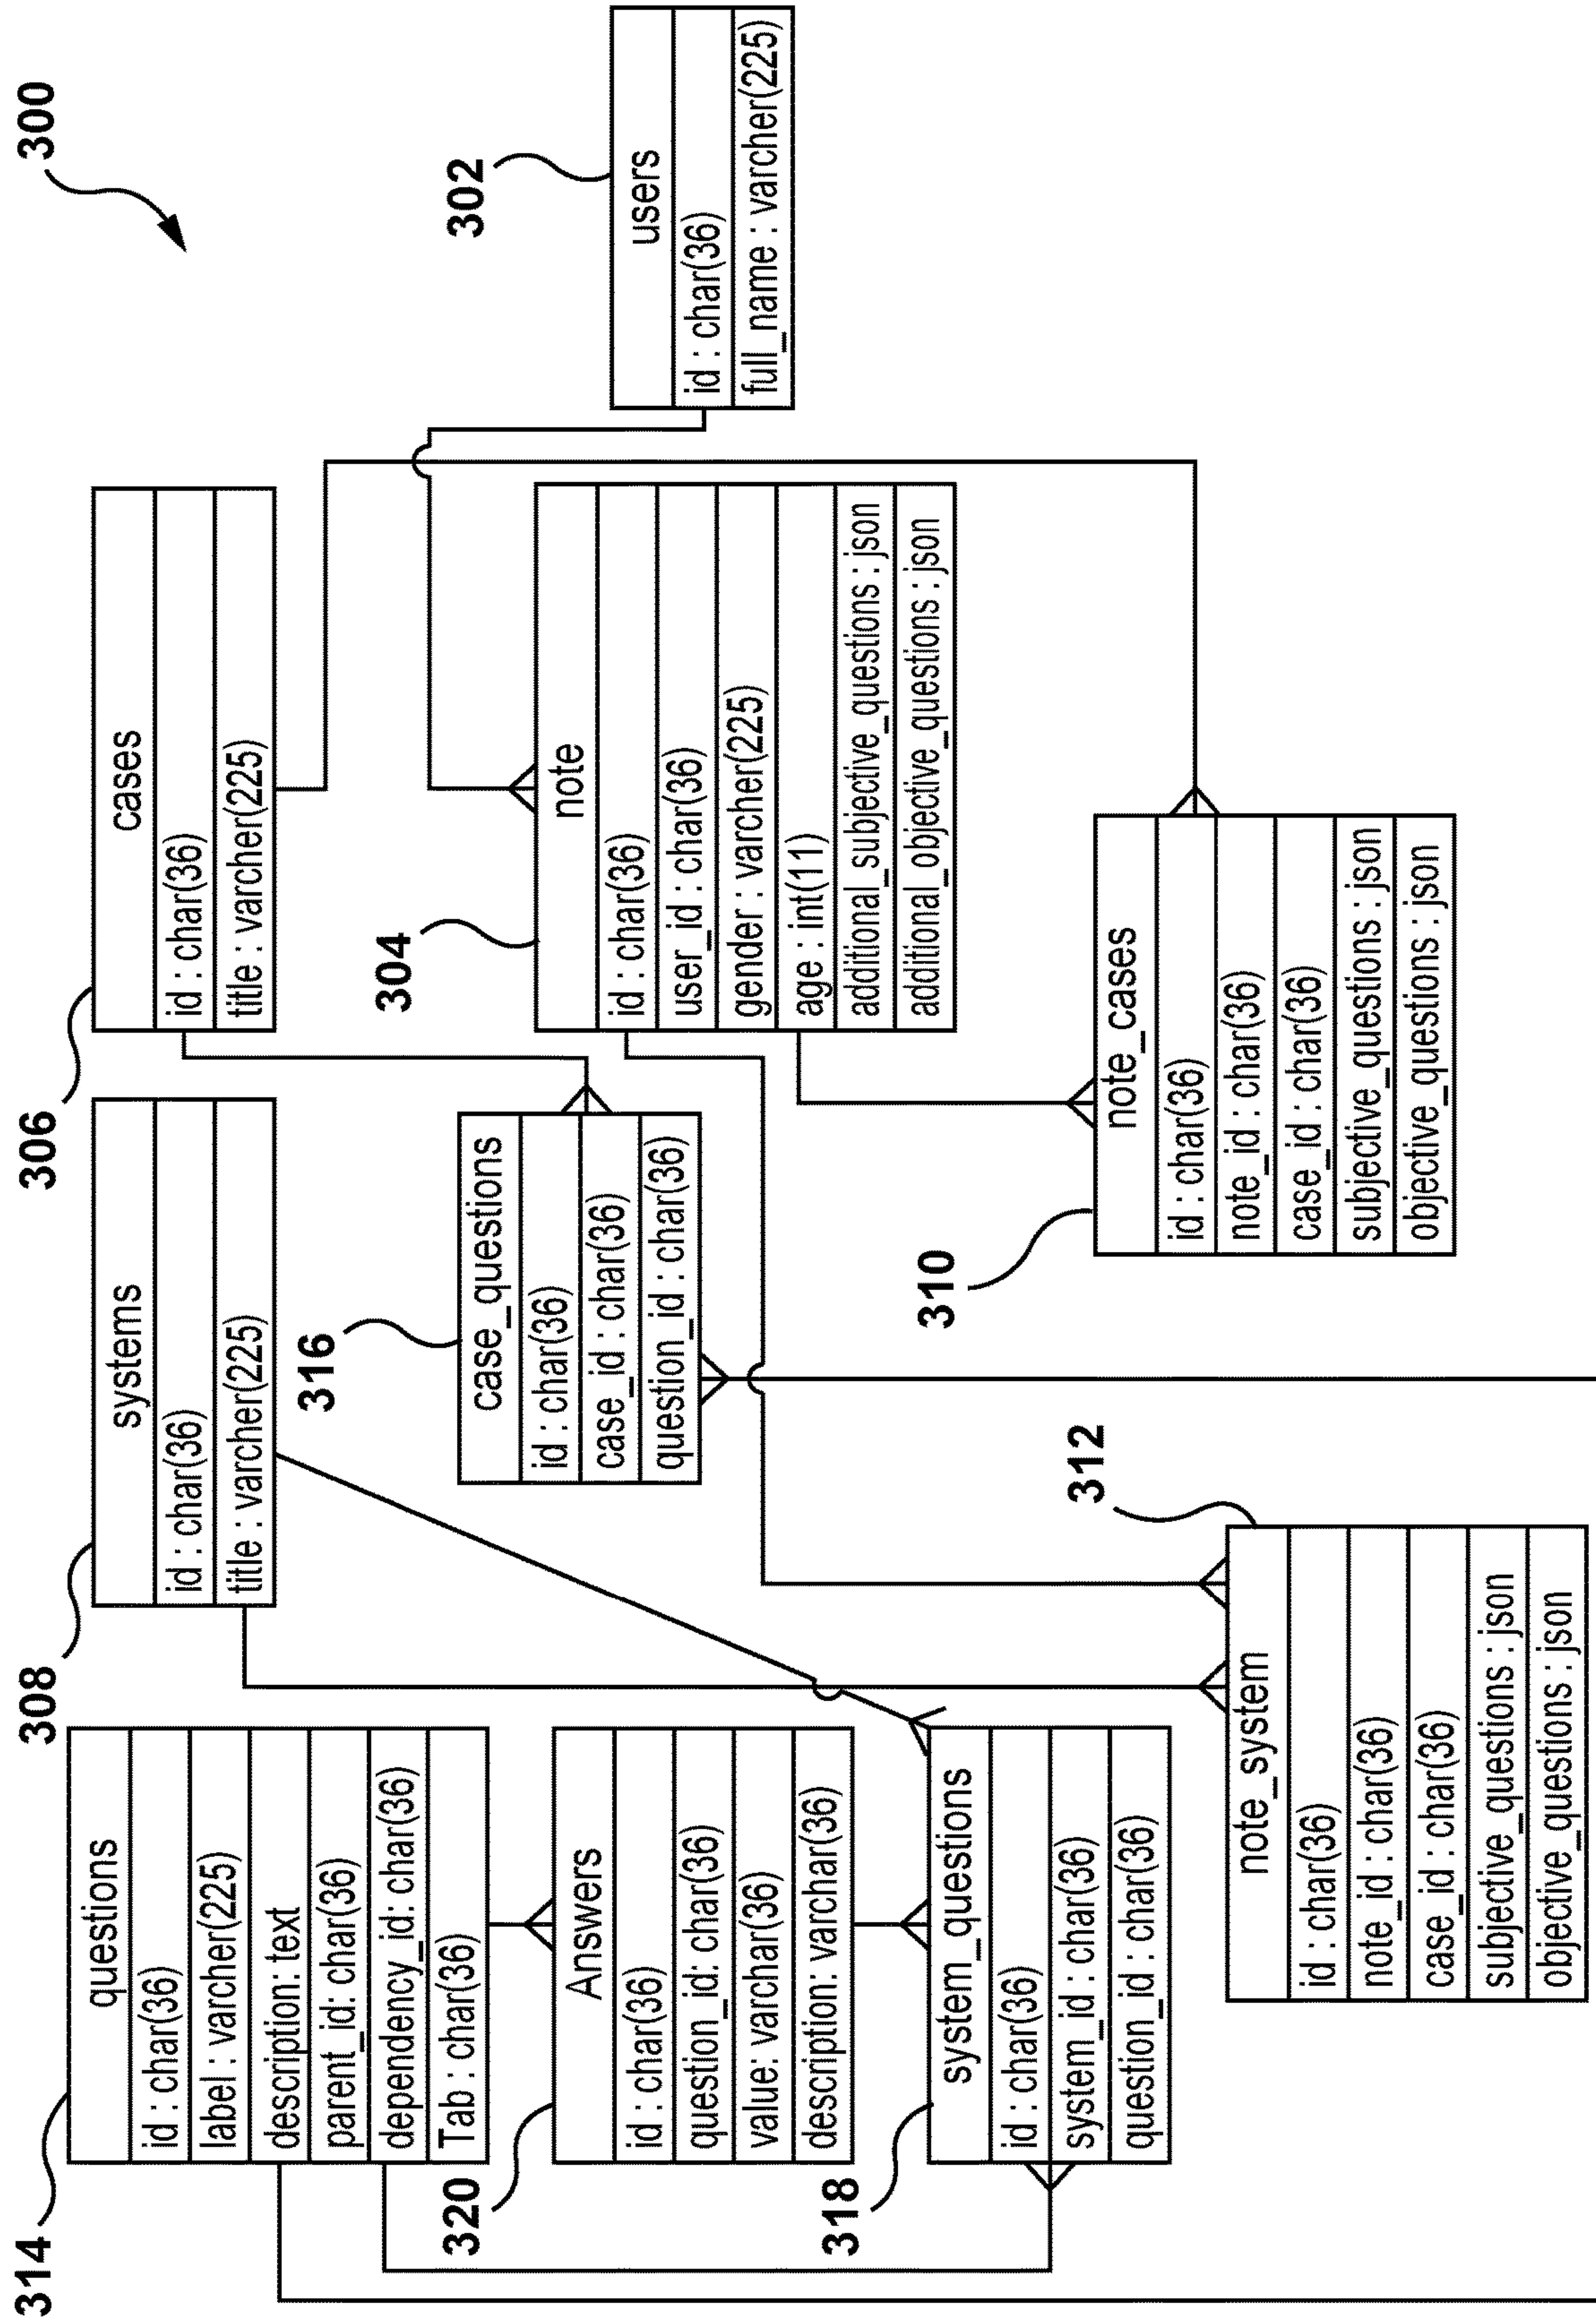 300
314
questions
id : char(36)
label : varcher(225)
description: text
parent_id: char(36)
dependency_id: char(36)
Tab : char(36)
308
systems
id : char(36)
title : varcher(225)
306
cases
id : char(36)
title : varcher(225)
320
Answers
id : char(36)
question_id: char(36)
value: varchar(36)
description: varchar(36)
316
case_questions
id : char(36)
case_id : char(36)
question_id : char(36)
304
note
id : char(36)
user_id : char(36)
gender : varcher(225)
age : int(11)
additional_subjective_questions : json
additional_objective_questions : json
302
users
id : char(36)
full_name : varcher(225)
318
system_questions
id : char(36)
system_id : char(36)
question_id : char(36)
312
note_system
id : char(36)
note_id : char(36)
case_id : char(36)
subjective_questions : json
objective_questions : json
310
note_cases
id : char(36)
note_id : char(36)
case_id : char(36)
subjective_questions : json
objective_questions : json